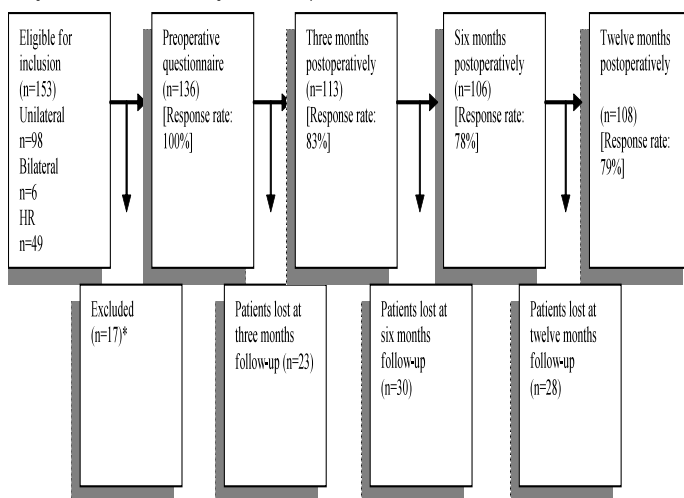 Eligible for
inclusion
(n=153)
Unilateral
n=98
Bilateral
n=6
HR
n=49
Preoperative
questionnaire
(n=136)
[Response rate:
100%]
Three months
postoperatively
(n=113)
[Response rate:
83%]
Six months
postoperatively
(n=106)
[Response rate:
78%]
Twelve months
postoperatively
(n=108)
[Response rate:
79%]
Excluded
(n=17)*
Patients lost at
three months
follow-up (n=23)
Patients lost at
six months
follow-up
(n=30)
Patients lost at
twelve months
follow-up
(n=28)